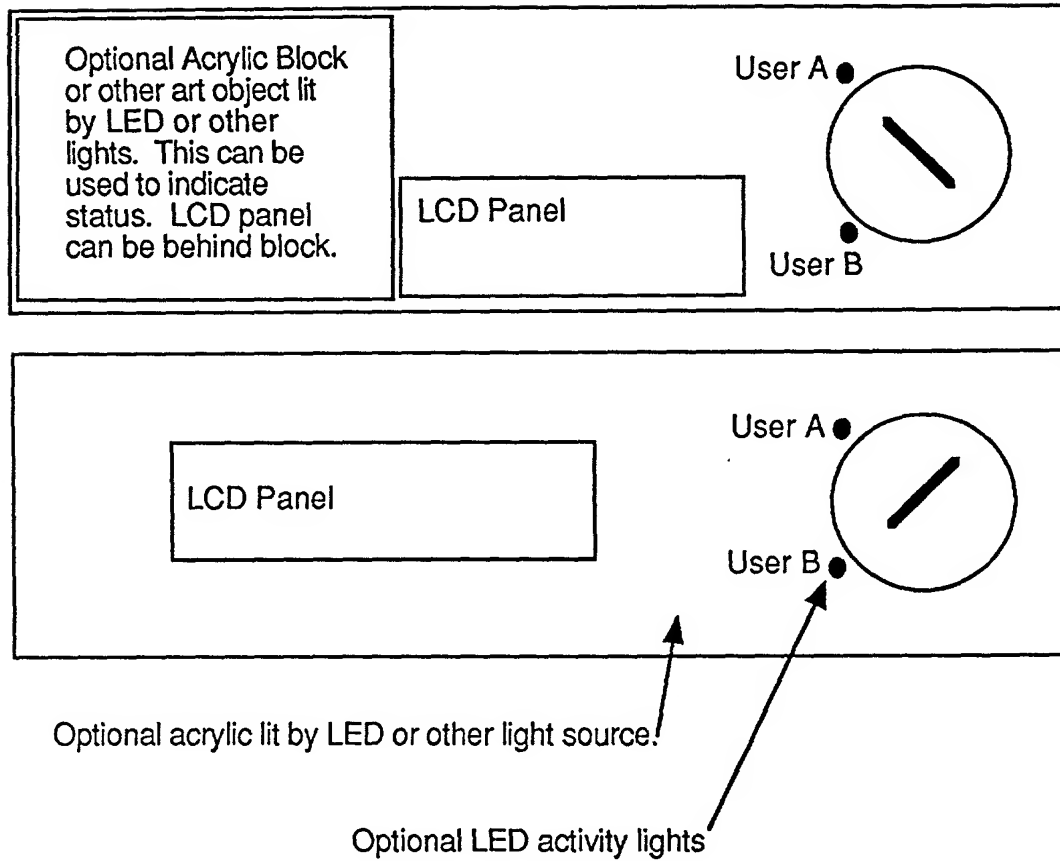 Optional Acrylic Block
or other art object lit
by LED or other
lights. This can be
used to indicate
status. LCD panel
can be behind block.
LCD Panel
User A
User B
LCD Panel
User A
User B
Optional acrylic lit by LED or other light source.
Optional LED activity lights